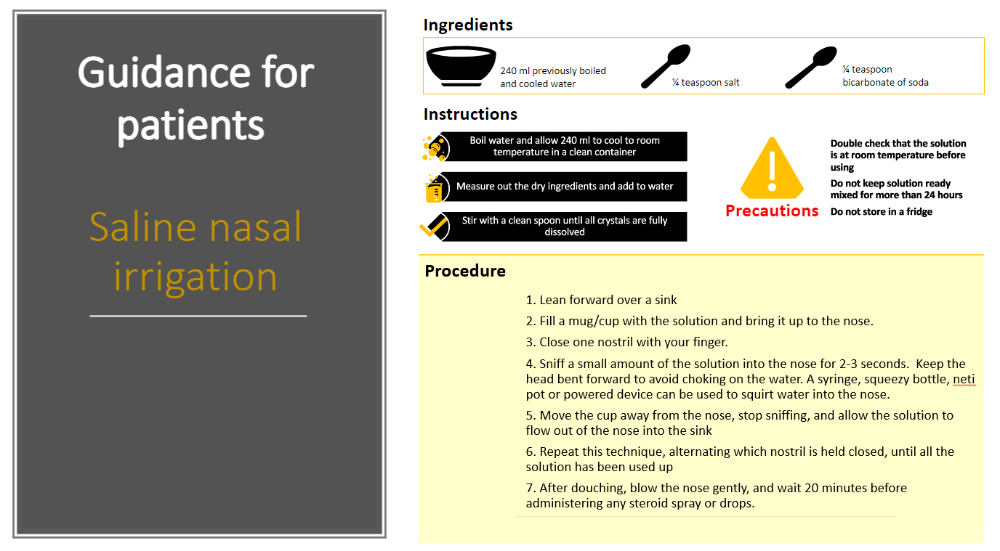 Guidance for
patients
Saline nasal
irrigation
Ingredients
240 ml previously boiled
and cooled water
¼ teaspoon salt
¼ teaspoon
bicarbonate of soda
Instructions
Boil water and allow 240 ml to cool to room
temperature in a clean container
Measure out the dry ingredients and add to water
Stir with a clean spoon until all crystals are fully
dissolved
Precautions
Double check that the solution
is at room temperature before
using
Do not keep solution ready
mixed for more than 24 hours
Do not store in a fridge
Procedure
1. Lean forward over a sink
2. Fill a mug/cup with the solution and bring it up to the nose.
3. Close one nostril with your finger.
4. Sniff a small amount of the solution into the nose for 2-3 seconds.  Keep the
head bent forward to avoid choking on the water. A syringe, squeezy bottle, neti
pot or powered device can be used to squirt water into the nose.
5. Move the cup away from the nose, stop sniffing, and allow the solution to
flow out of the nose into the sink
6. Repeat this technique, alternating which nostril is held closed, until all the
solution has been used up
7. After douching, blow the nose gently, and wait 20 minutes before
administering any steroid spray or drops.